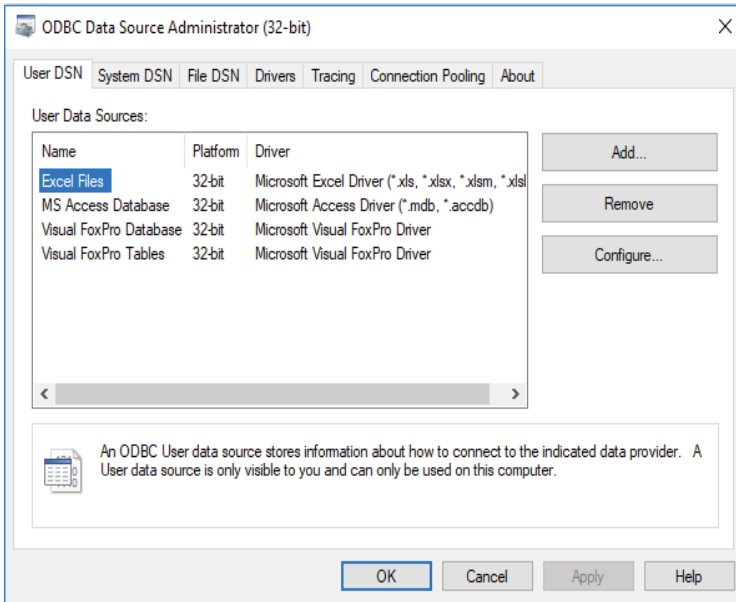 ODBC Data Source Administrator (32-bit)
User DSN System DSN File DSN Drivers Tracing Connection Pooling About
User Data Sources:
Name Platform Driver
Excel Files 32-bit Microsoft Excel Driver (*.xls, *.xlsx, *.xlsm, *.xlsl
MS Access Database 32-bit Microsoft Access Driver (*.mdb, *.accdb)
Visual FoxPro Database 32-bit Microsoft Visual FoxPro Driver
Visual FoxPro Tables 32-bit Microsoft Visual FoxPro Driver
Add...
Remove
Configure...
An ODBC User data source stores information about how to connect to the indicated data provider. A
User data source is only visible to you and can only be used on this computer.
OK Cancel Apply Help